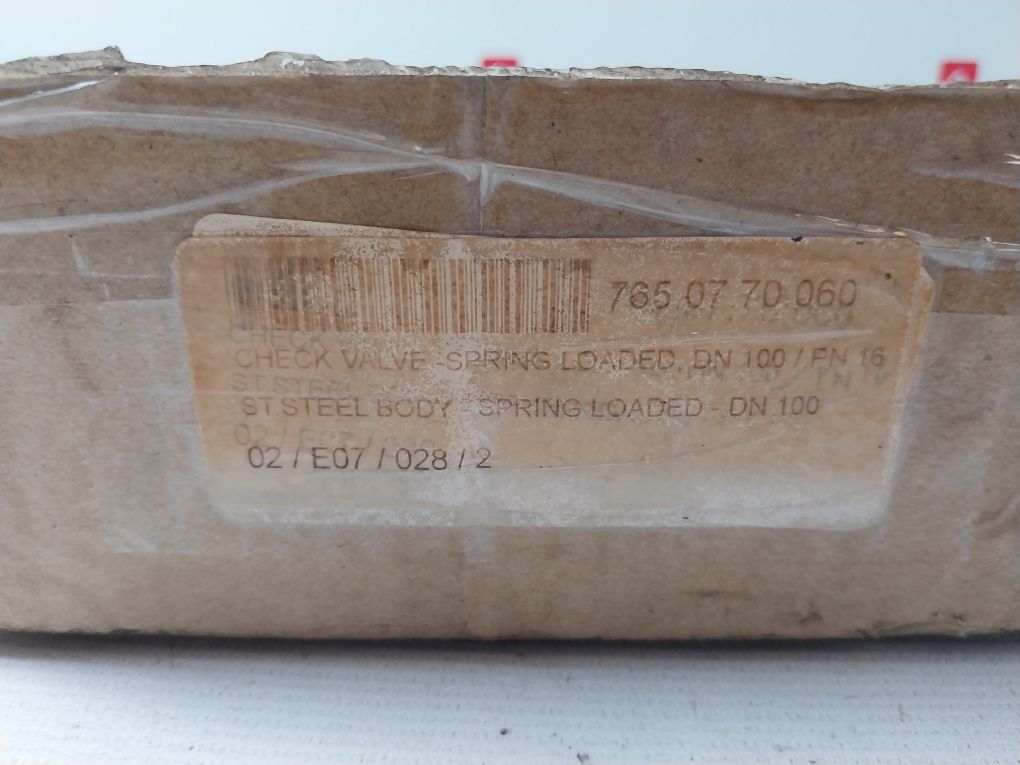 765 07 70 060
CHECK VALVE -SPRING LOADED, DN 100 / PN 16
ST.STEEL BODY - SPRING LOADED - DN 100
02 / E07 / 028 / 2